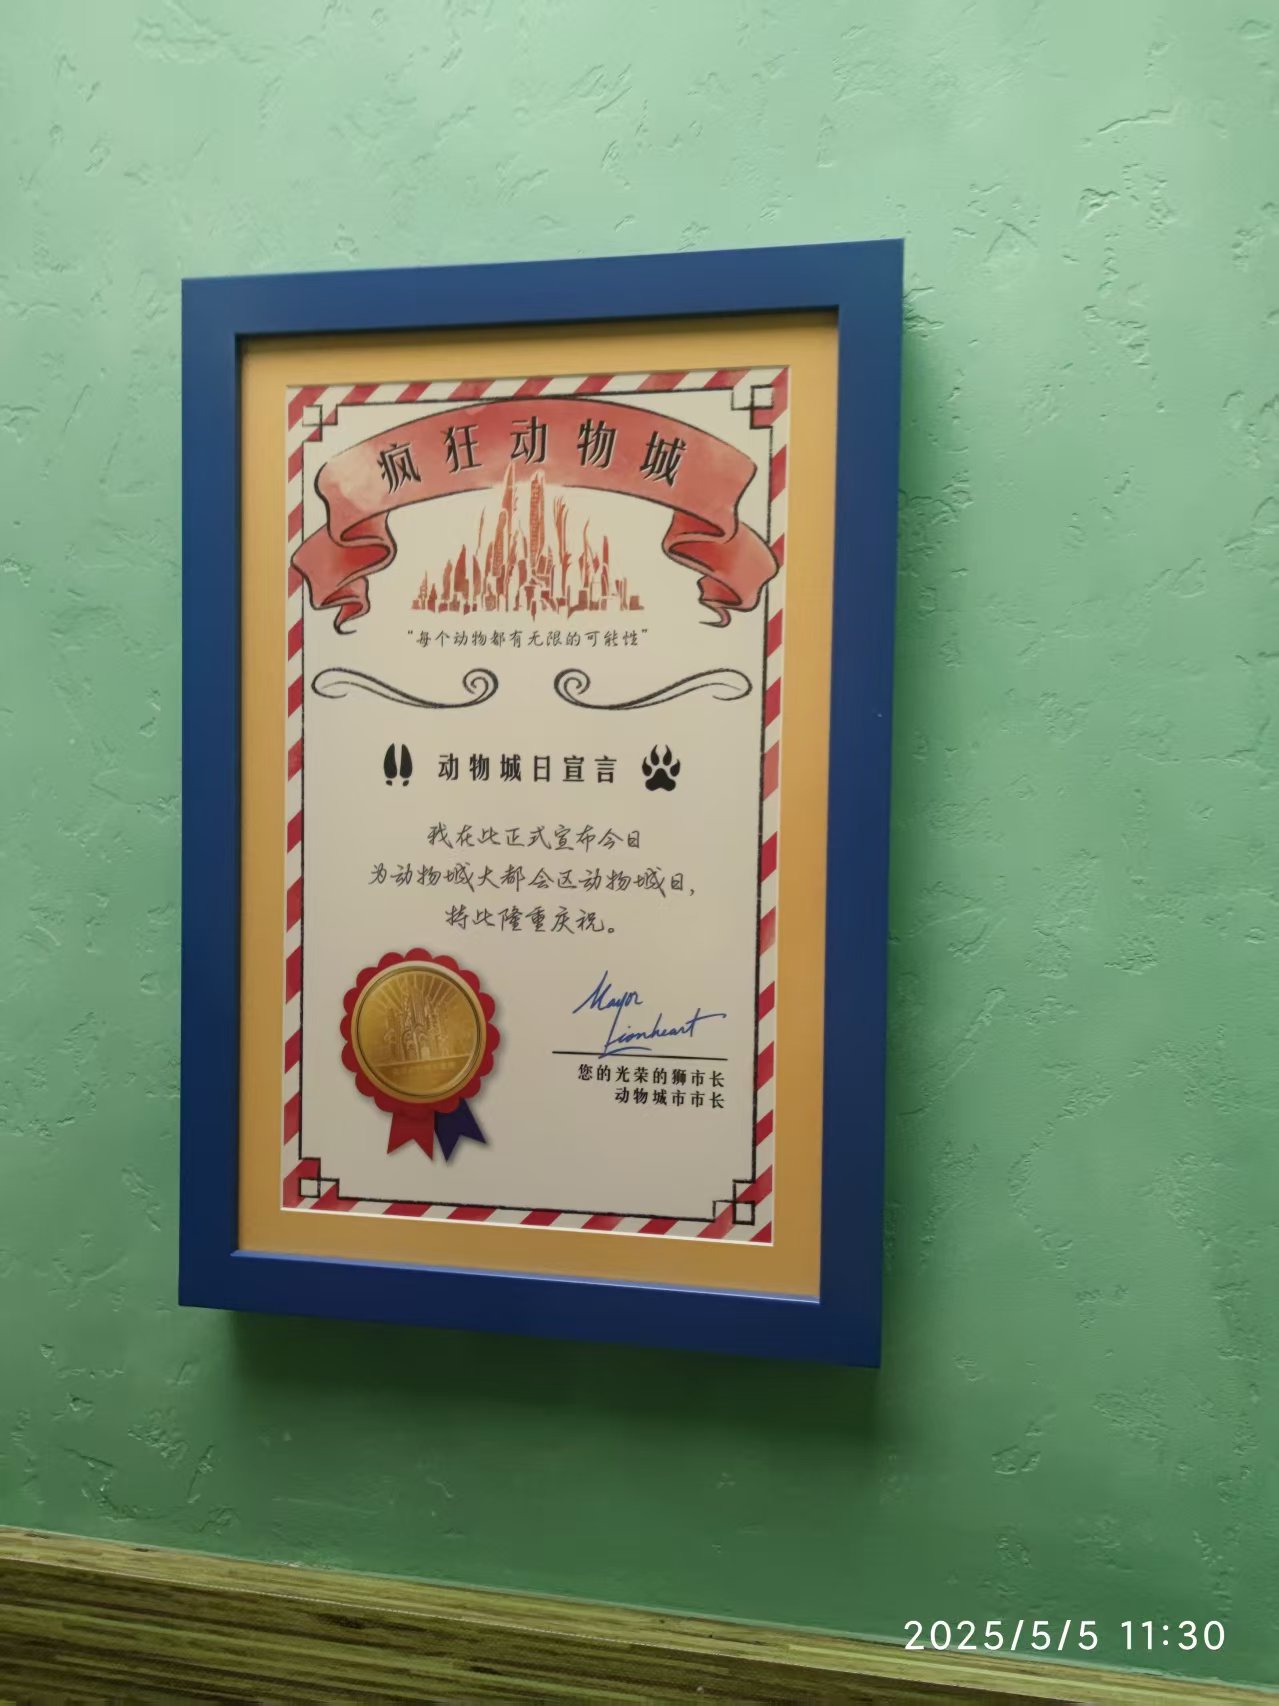 疯狂动物城
“每个动物都有无限的可能性”
动物城日宣言
我在此正式宣布今日
为动物城大都会区动物城日,
特此隆重庆祝。
Mayor
Lionheart
您的光荣的狮市长
动物城市市长
2025/5/5 11:30